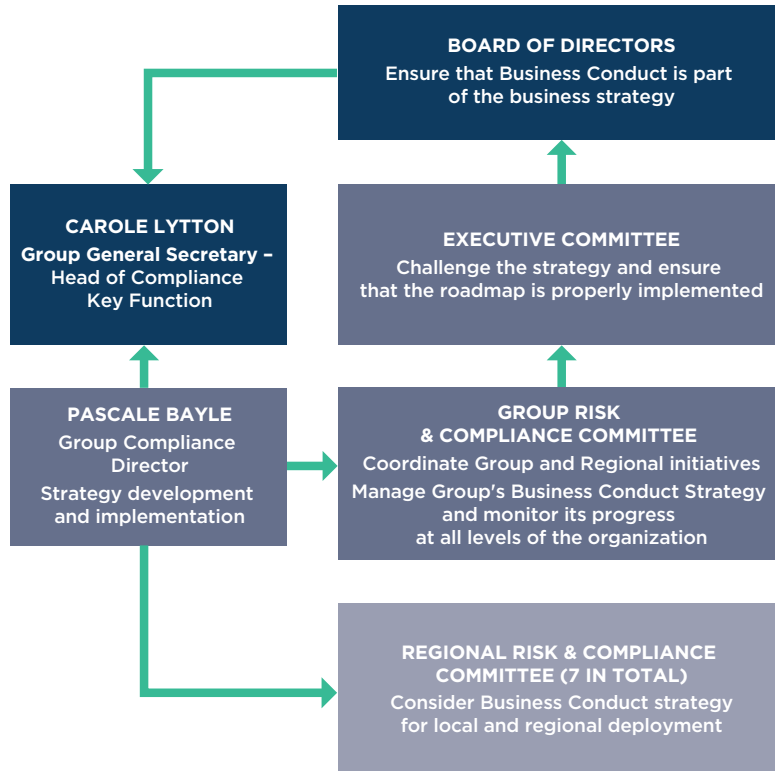 BOARD OF DIRECTORS
Ensure that Business Conduct is part
of the business strategy
CAROLE LYTTON
Group General Secretary –
Head of Compliance
Key Function
EXECUTIVE COMMITTEE
Challenge the strategy and ensure
that the roadmap is properly implemented
PASCALE BAYLE
Group Compliance
Director
Strategy development
and implementation
GROUP RISK
& COMPLIANCE COMMITTEE
Coordinate Group and Regional initiatives
Manage Group's Business Conduct Strategy
and monitor its progress
at all levels of the organization
REGIONAL RISK & COMPLIANCE
COMMITTEE (7 IN TOTAL)
Consider Business Conduct strategy
for local and regional deployment